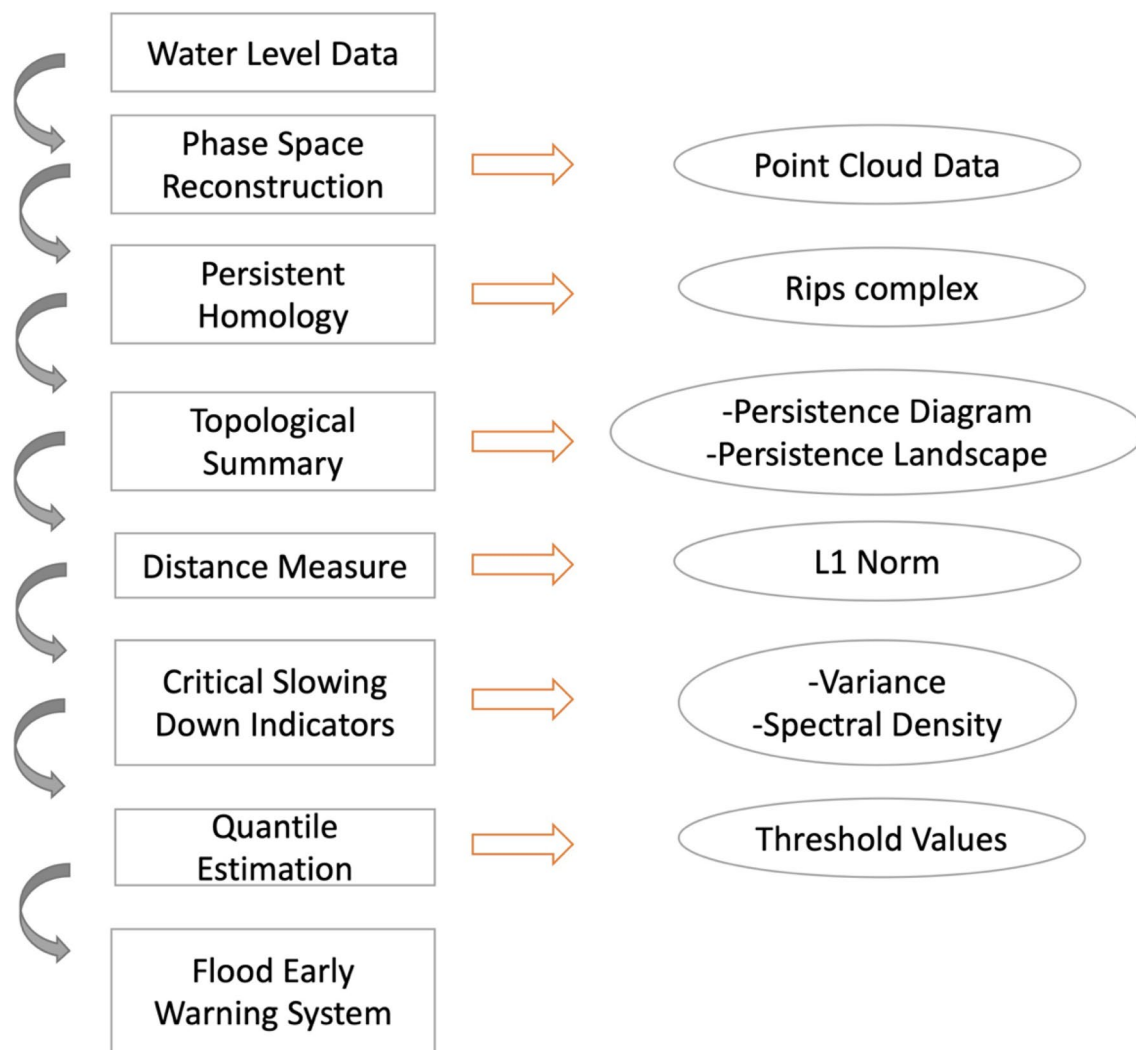 Water Level Data
Phase Space
Reconstruction
Point Cloud Data
Persistent
Homology
Rips complex
Topological
Summary
-Persistence Diagram
-Persistence Landscape
Distance Measure
L1 Norm
Critical Slowing
Down Indicators
-Variance
-Spectral Density
Quantile
Estimation
Threshold Values
Flood Early
Warning System